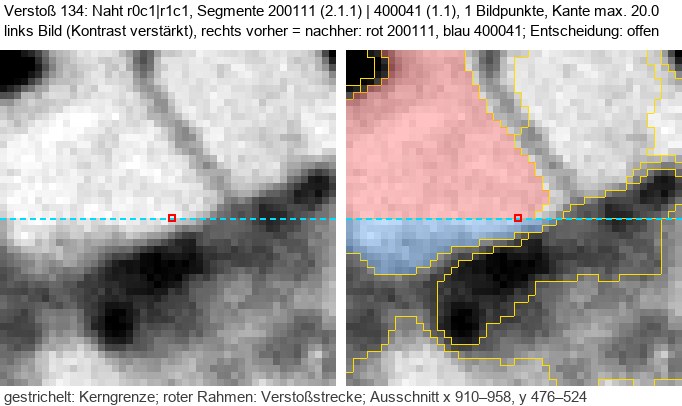 Verstoß 134: Naht r0c1|r1c1, Segmente 200111 (2.1.1) | 400041 (1.1), 1 Bildpunkte, Kante max. 20.0
links Bild (Kontrast verstärkt), rechts vorher = nachher: rot 200111, blau 400041; Entscheidung: offen
gestrichelt: Kerngrenze; roter Rahmen: Verstoßstrecke; Ausschnitt x 910–958, y 476–524